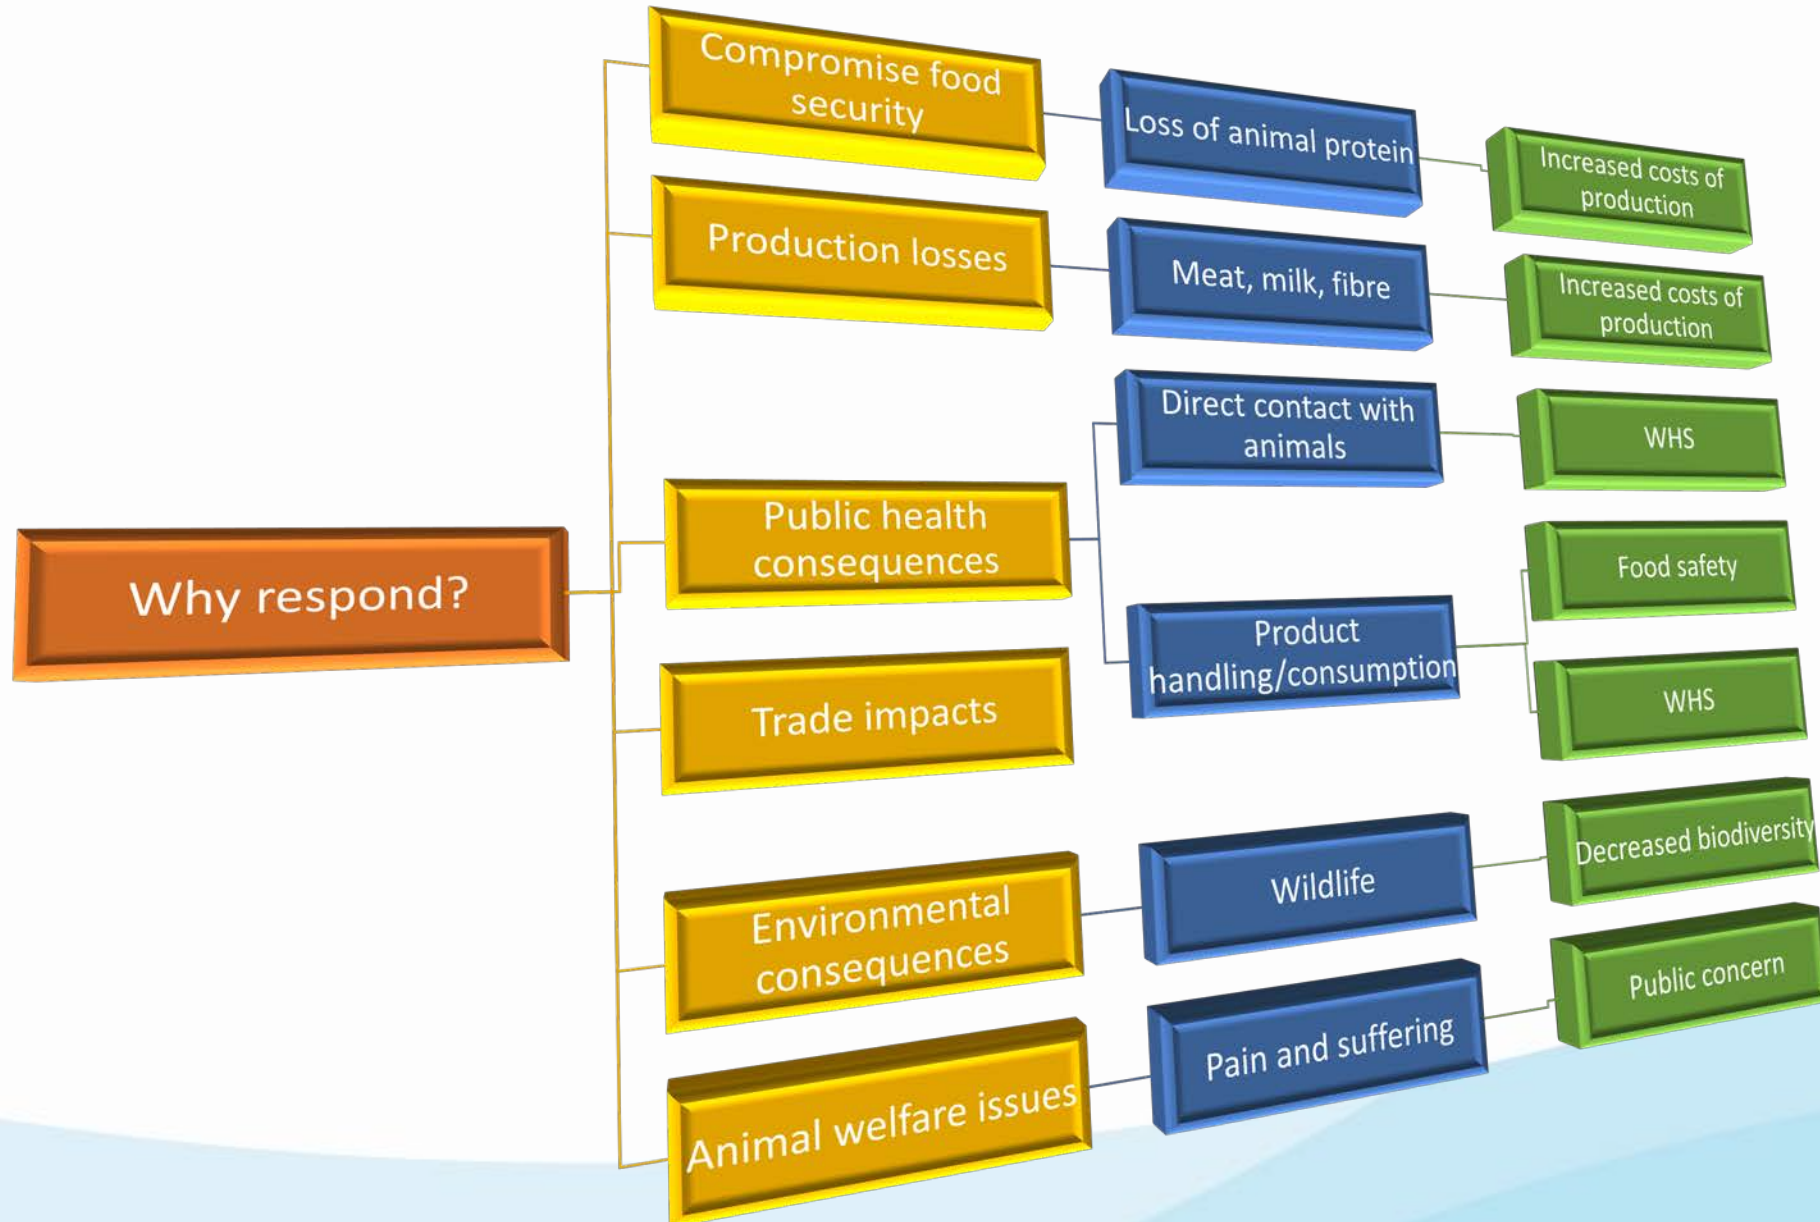 Why respond?
Compromise food
security
Loss of animal protein
Increased costs of
production
Production losses
Meat, milk, fibre
Increased costs of
production
Public health
consequences
Direct contact with
animals
WHS
Product
handling/consumption
Food safety
WHS
Trade impacts
Environmental
consequences
Wildlife
Decreased biodiversity
Animal welfare issues
Pain and suffering
Public concern